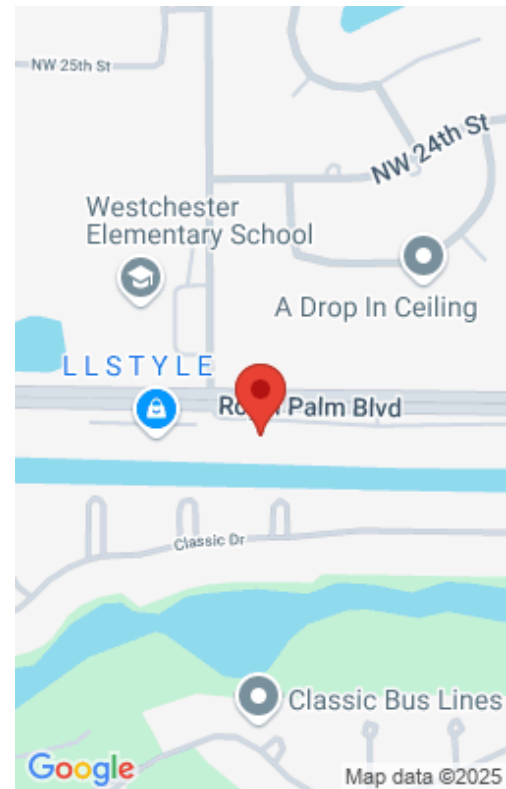 NW 25th St
NW 24th St
Westchester
Elementary School
A Drop In Ceiling
LLSTYLE
Palm Blvd
Classic Dr
Classic Bus Lines
Google
Map data ©2025